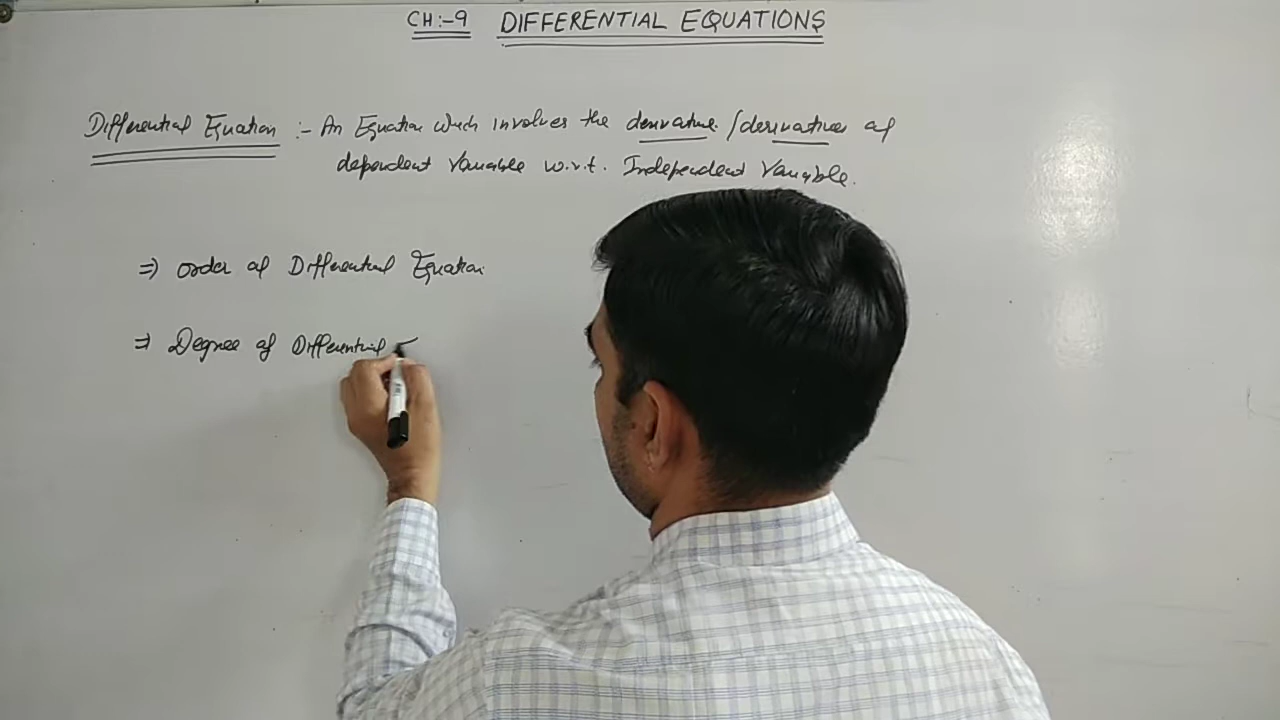 CH:-9 DIFFERENTIAL EQUATIONS
Differential Equation :- An Equation which involves the derivative /derivatives of
dependent Variable w.r.t. Independent Variable.
⇒ order of Differential Equation
⇒ Degree of Differential